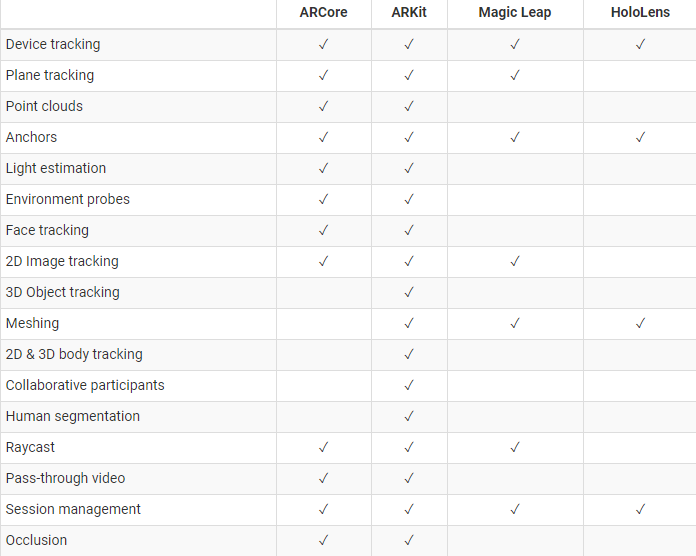 ARCore ARKit Magic Leap HoloLens
Device tracking ✓ ✓ ✓ ✓
Plane tracking ✓ ✓ ✓
Point clouds ✓ ✓
Anchors ✓ ✓ ✓ ✓
Light estimation ✓ ✓
Environment probes ✓ ✓
Face tracking ✓ ✓
2D Image tracking ✓ ✓ ✓
3D Object tracking ✓
Meshing ✓ ✓ ✓
2D & 3D body tracking ✓
Collaborative participants ✓
Human segmentation ✓
Raycast ✓ ✓ ✓
Pass-through video ✓ ✓
Session management ✓ ✓ ✓ ✓
Occlusion ✓ ✓